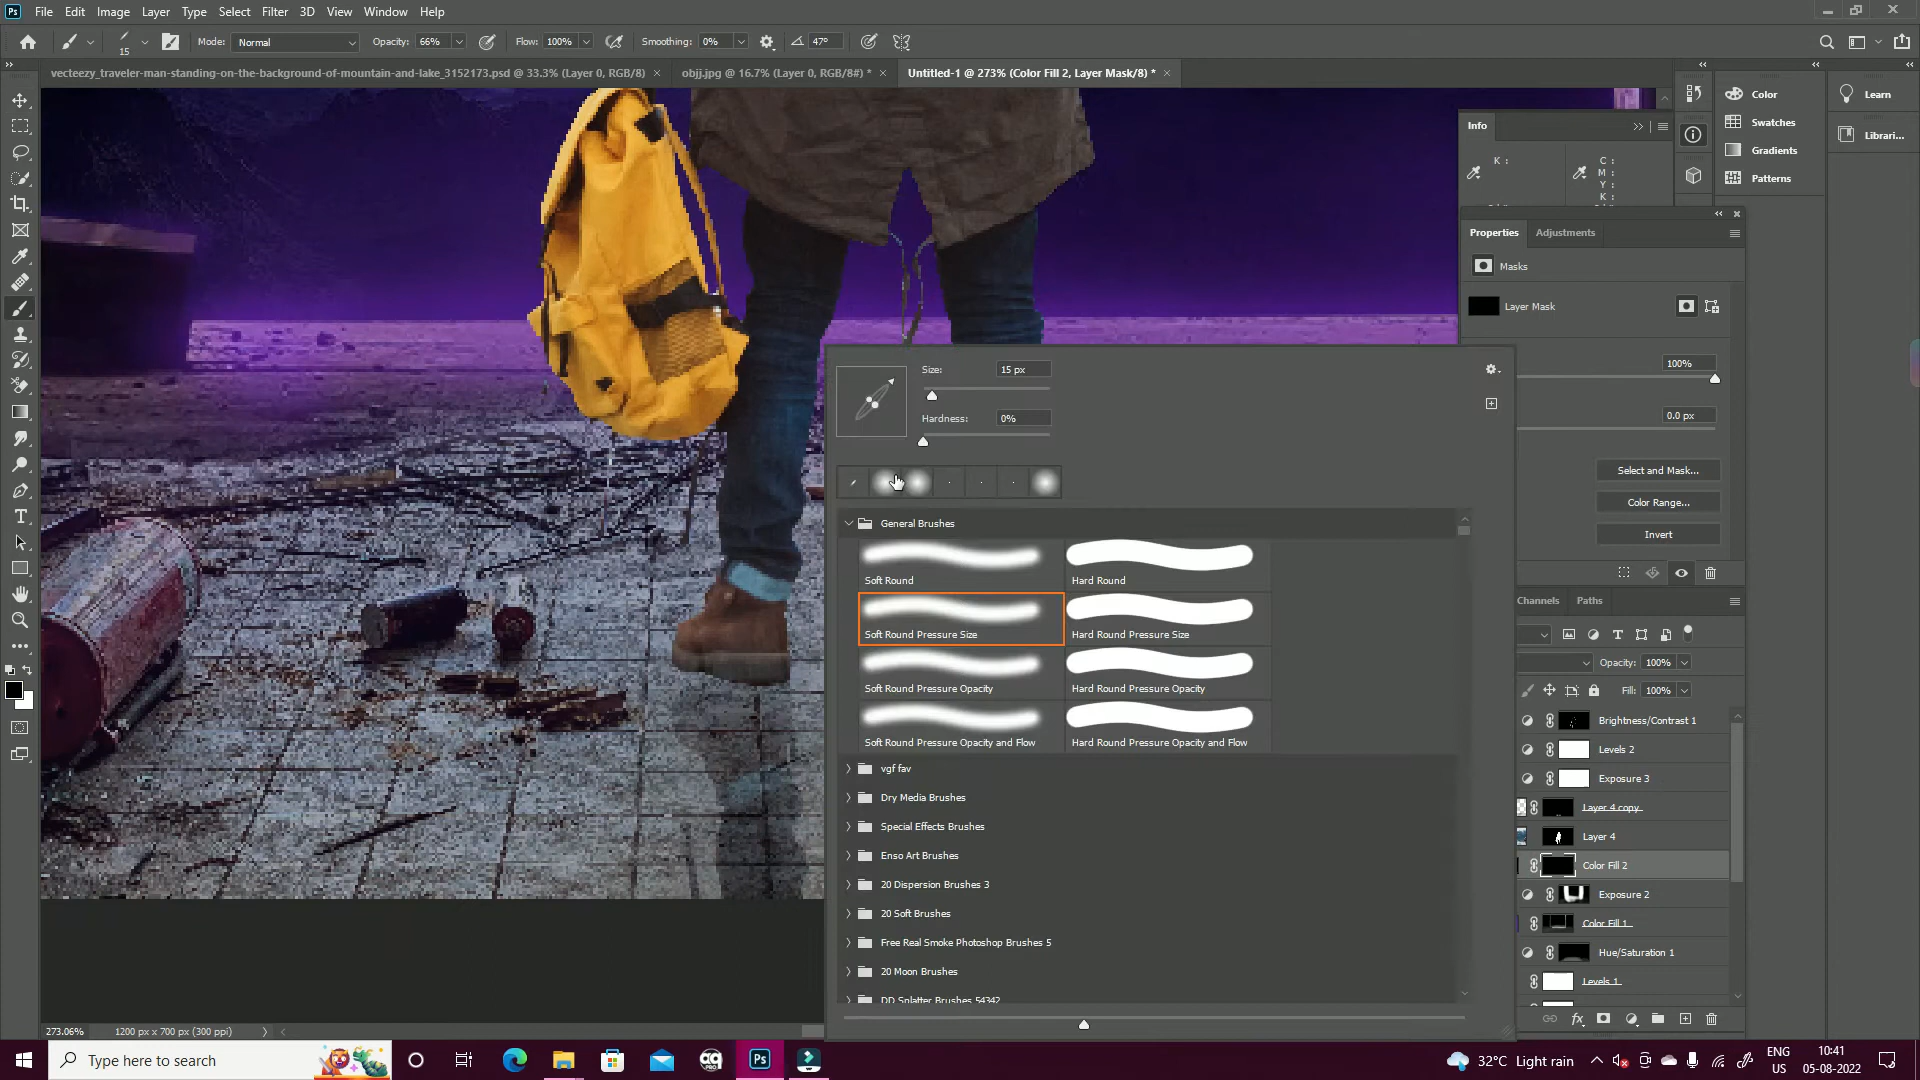 Ps File Edit Image Layer Type Select Filter 3D View Window Help
15 Mode: Normal Opacity: 66% Flow: 100% Smoothing: 0% 47°
vecteezy_traveler-man-standing-on-the-background-of-mountain-and-lake_3152173.psd @ 33.3% (Layer 0, RGB/8) × objj.jpg @ 16.7% (Layer 0, RGB/8#) * × Untitled-1 @ 273% (Color Fill 2, Layer Mask/8) * ×
Color
Learn
Swatches
Librari...
Gradients
Patterns
Info
K :
C :
M :
Y :
K :
Properties Adjustments
Masks
Layer Mask
100%
0.0 px
Select and Mask...
Color Range...
Invert
Size: 15 px
Hardness: 0%
General Brushes
Soft Round Hard Round
Soft Round Pressure Size Hard Round Pressure Size
Soft Round Pressure Opacity Hard Round Pressure Opacity
Soft Round Pressure Opacity and Flow Hard Round Pressure Opacity and Flow
vgf fav
Dry Media Brushes
Special Effects Brushes
Enso Art Brushes
20 Dispersion Brushes 3
20 Soft Brushes
Free Real Smoke Photoshop Brushes 5
20 Moon Brushes
DD Splatter Brushes 54342
Channels Paths
Opacity: 100%
Fill: 100%
Brightness/Contrast 1
Levels 2
Exposure 3
Layer 4 copy
Layer 4
Color Fill 2
Exposure 2
Color Fill 1
Hue/Saturation 1
Levels 1
fx
273.06% 1200 px x 700 px (300 ppi)
Type here to search
Ps
32°C Light rain
ENG
US
10:41
05-08-2022